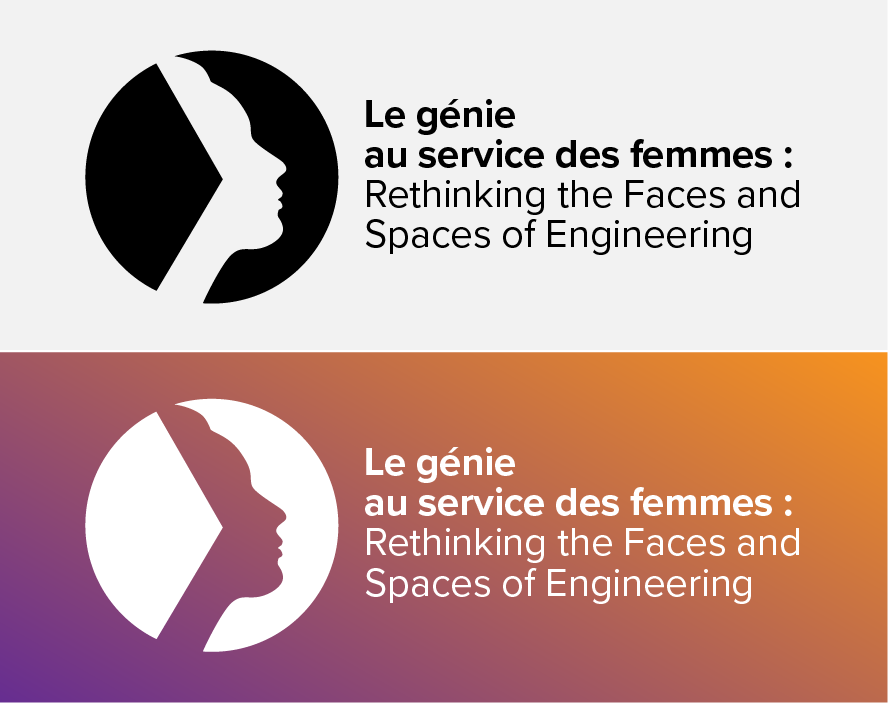 Le génie
au service des femmes :
Rethinking the Faces and
Spaces of Engineering
Le génie
au service des femmes :
Rethinking the Faces and
Spaces of Engineering